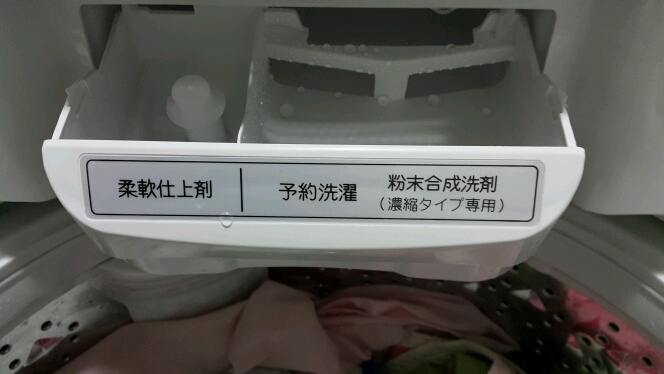 柔軟仕上剤
予約洗濯
粉末合成洗剤
（濃縮タイプ専用）